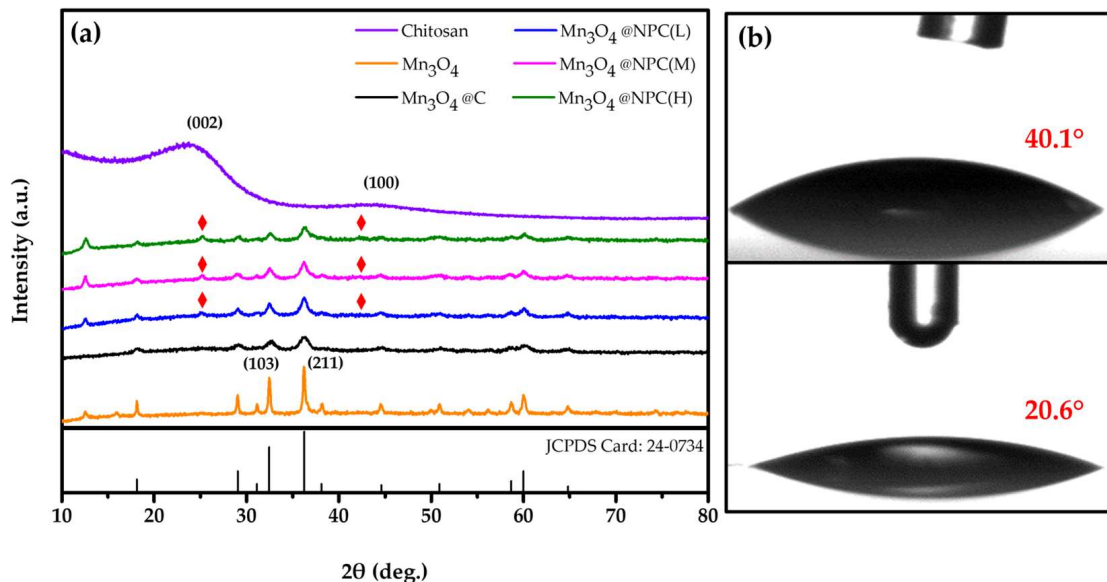 (a)
Chitosan
Mn₃O₄
Mn₃O₄ @C
Mn₃O₄ @NPC(L)
Mn₃O₄ @NPC(M)
Mn₃O₄ @NPC(H)
(002)
(100)
(103)
(211)
JCPDS Card: 24-0734
Intensity (a.u.)
10 20 30 40 50 60 70 80
2θ (deg.)
(b)
40.1°
20.6°